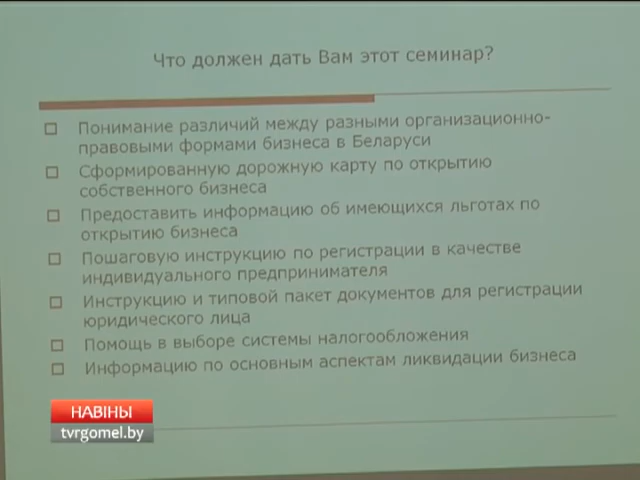 Что должен дать Вам этот семинар?
Понимание различий между разными организационно-
правовыми формами бизнеса в Беларуси
Сформированную дорожную карту по открытию
собственного бизнеса
Предоставить информацию об имеющихся льготах по
открытию бизнеса
Пошаговую инструкцию по регистрации в качестве
индивидуального предпринимателя
Инструкцию и типовой пакет документов для регистрации
юридического лица
Помощь в выборе системы налогообложения
Информацию по основным аспектам ликвидации бизнеса
НАВІНЫ
tvrgomel.by